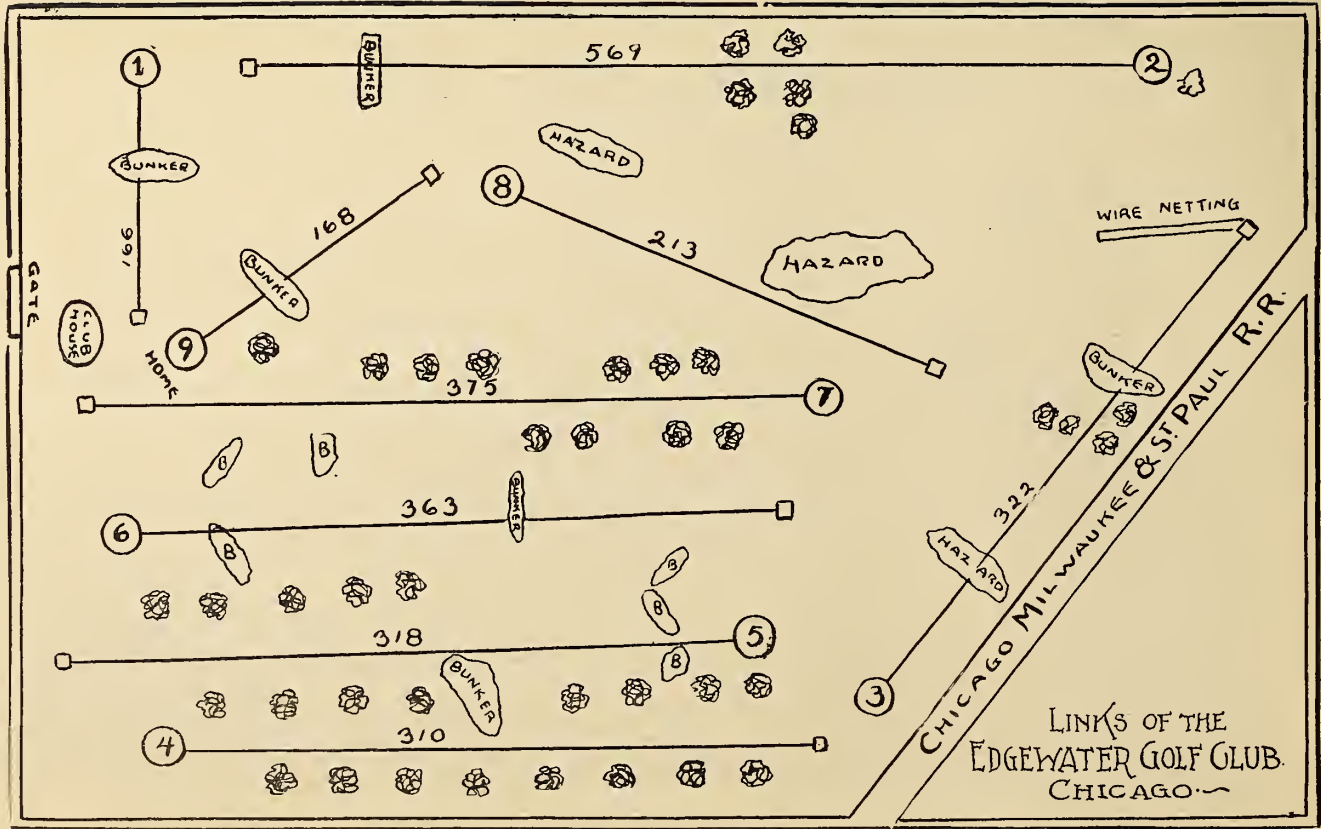 1
BUNKER
569
2
HAZARD
BUNKER
166
168
8
213
HAZARD
WIRE NETTING
GATE
CLUB
HOUSE
BUNKER
9
HOME
375
7
BUNKER
B
B
6
363
BUNKER
B
322
HAZARD
B
B
318
5
B
BUNKER
3
4
310
CHICAGO MILWAUKEE & ST. PAUL R.R.
LINKS OF THE
EDGEWATER GOLF CLUB.
CHICAGO.